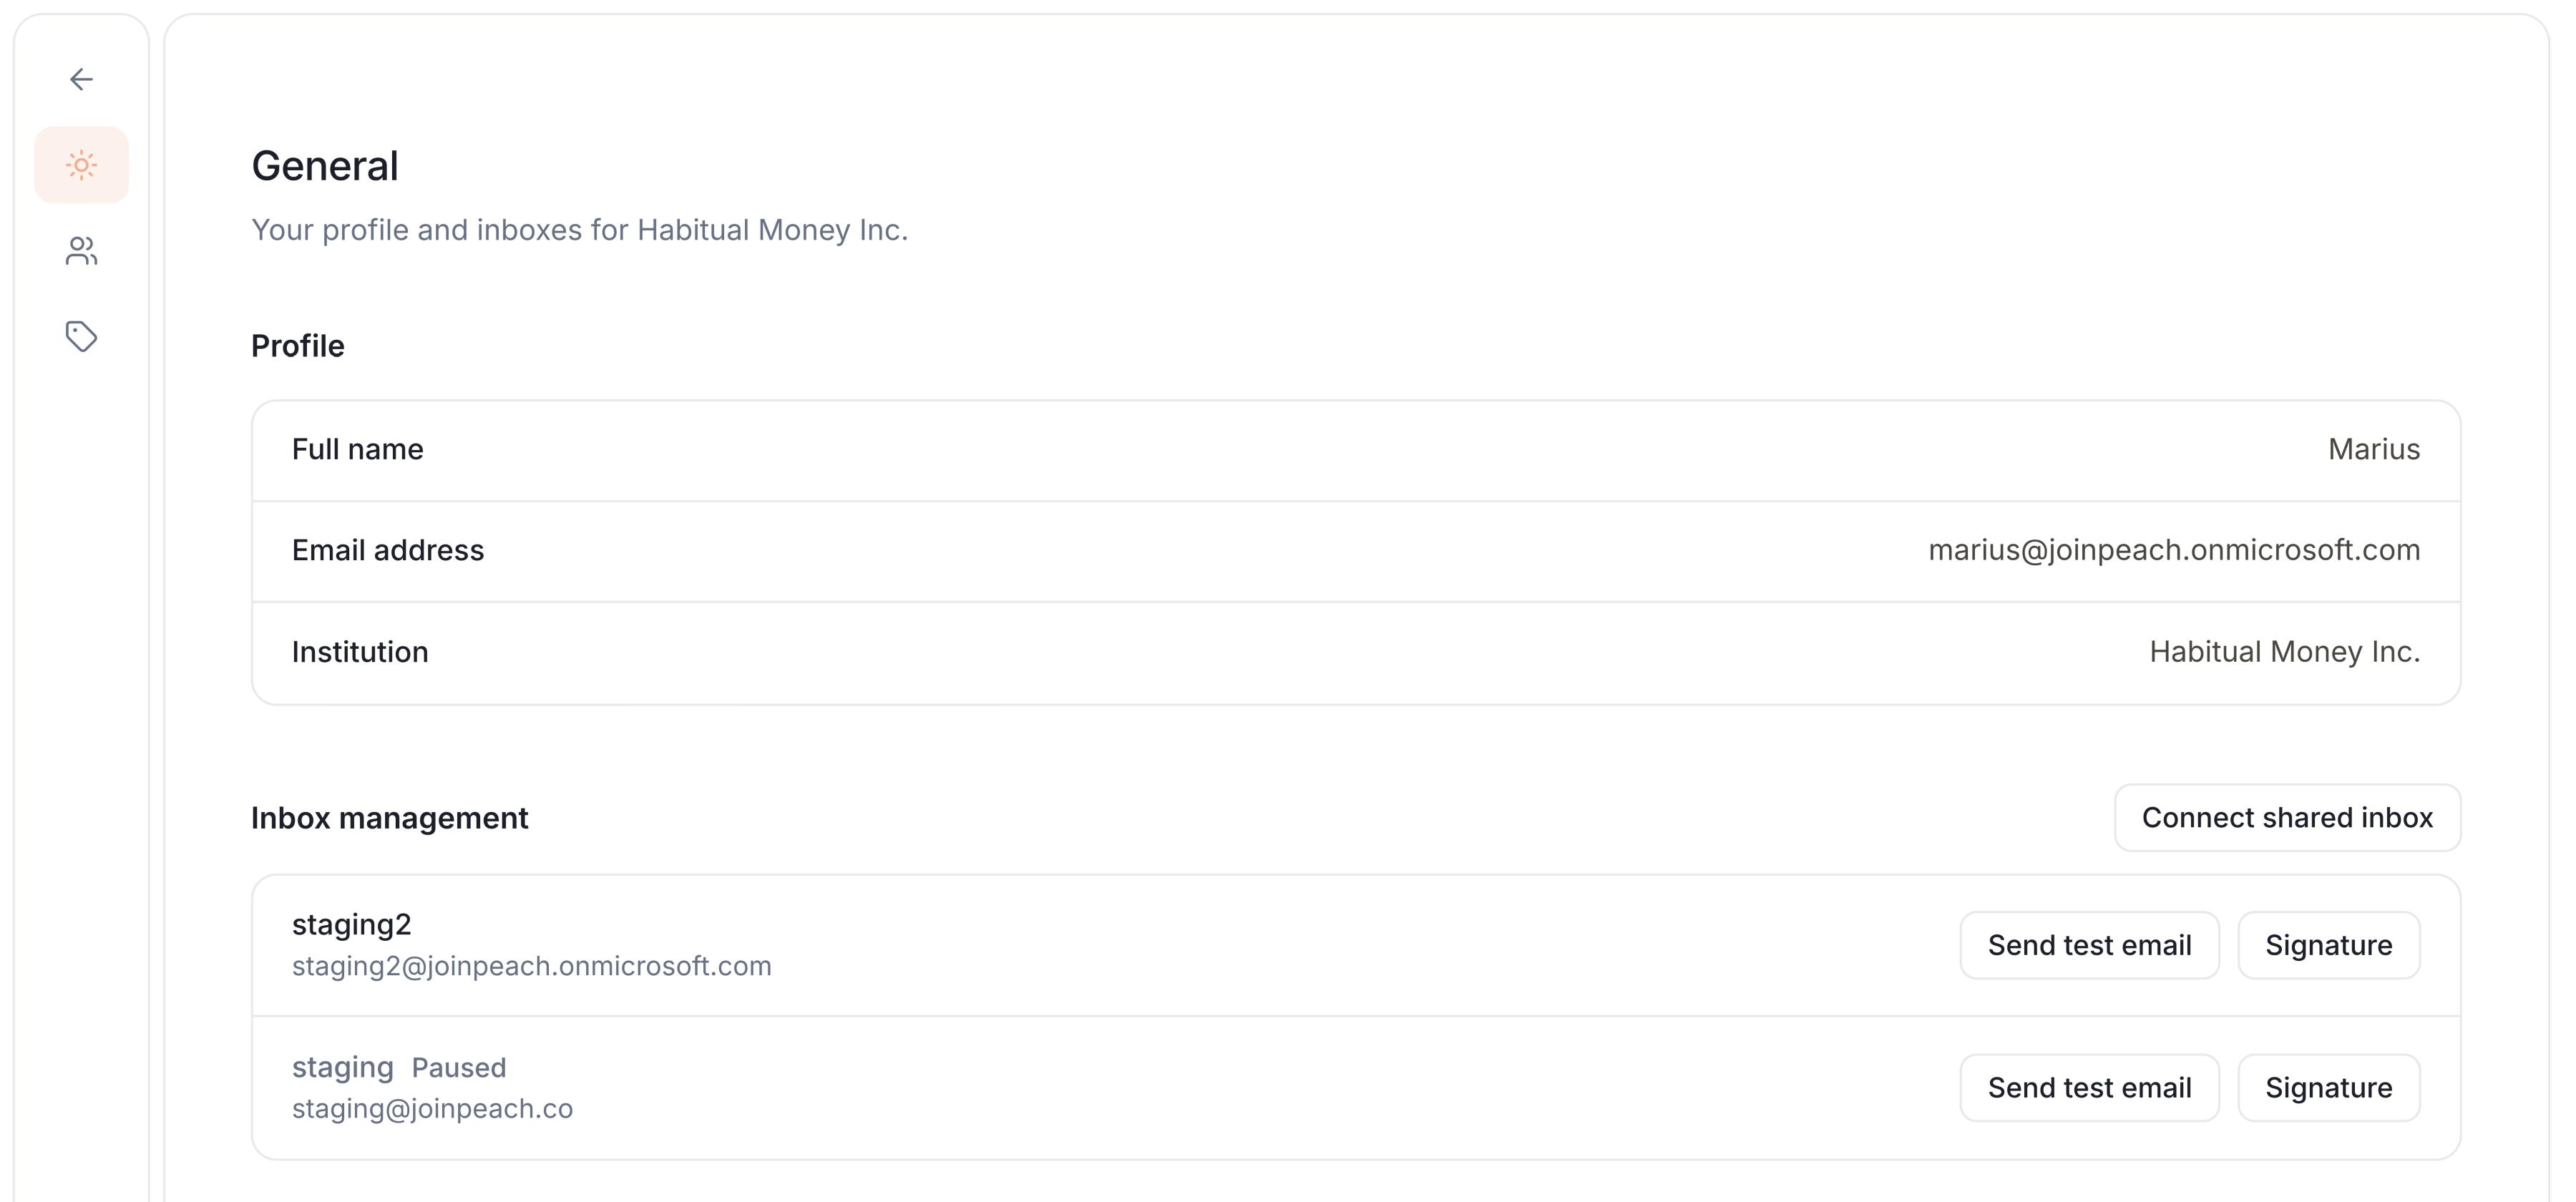 General
Your profile and inboxes for Habitual Money Inc.
Profile
Full name
Marius
Email address
marius@joinpeach.onmicrosoft.com
Institution
Habitual Money Inc.
Inbox management
Connect shared inbox
staging2
staging2@joinpeach.onmicrosoft.com
Send test email
Signature
staging Paused
staging@joinpeach.co
Send test email
Signature